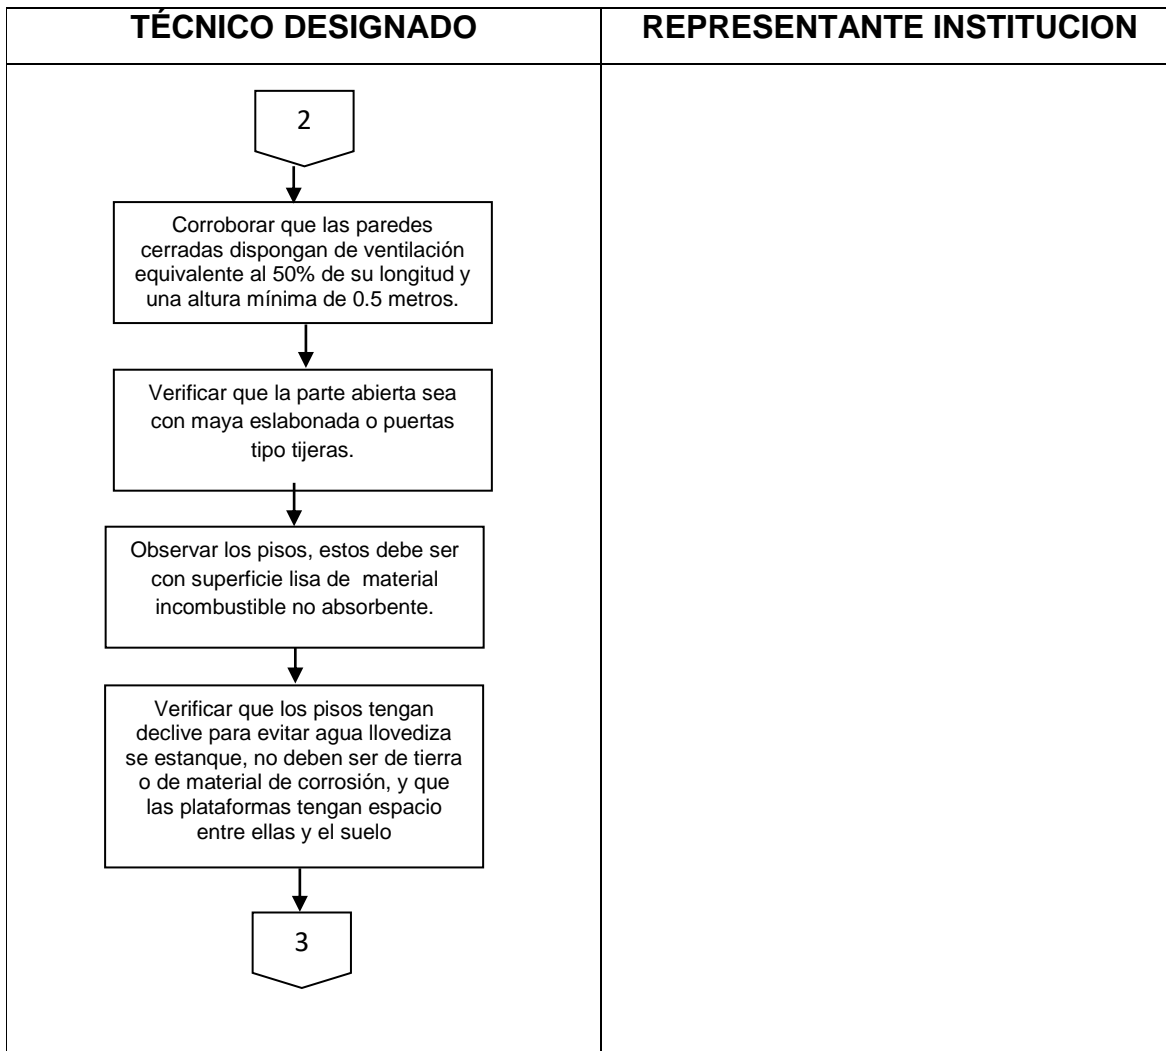 TÉCNICO DESIGNADO
REPRESENTANTE INSTITUCION
2
Corroborar que las paredes
cerradas dispongan de ventilación
equivalente al 50% de su longitud y
una altura mínima de 0.5 metros.
Verificar que la parte abierta sea
con maya eslabonada o puertas
tipo tijeras.
Observar los pisos, estos debe ser
con superficie lisa de material
incombustible no absorbente.
Verificar que los pisos tengan
declive para evitar agua llovediza
se estanque, no deben ser de tierra
o de material de corrosión, y que
las plataformas tengan espacio
entre ellas y el suelo
3